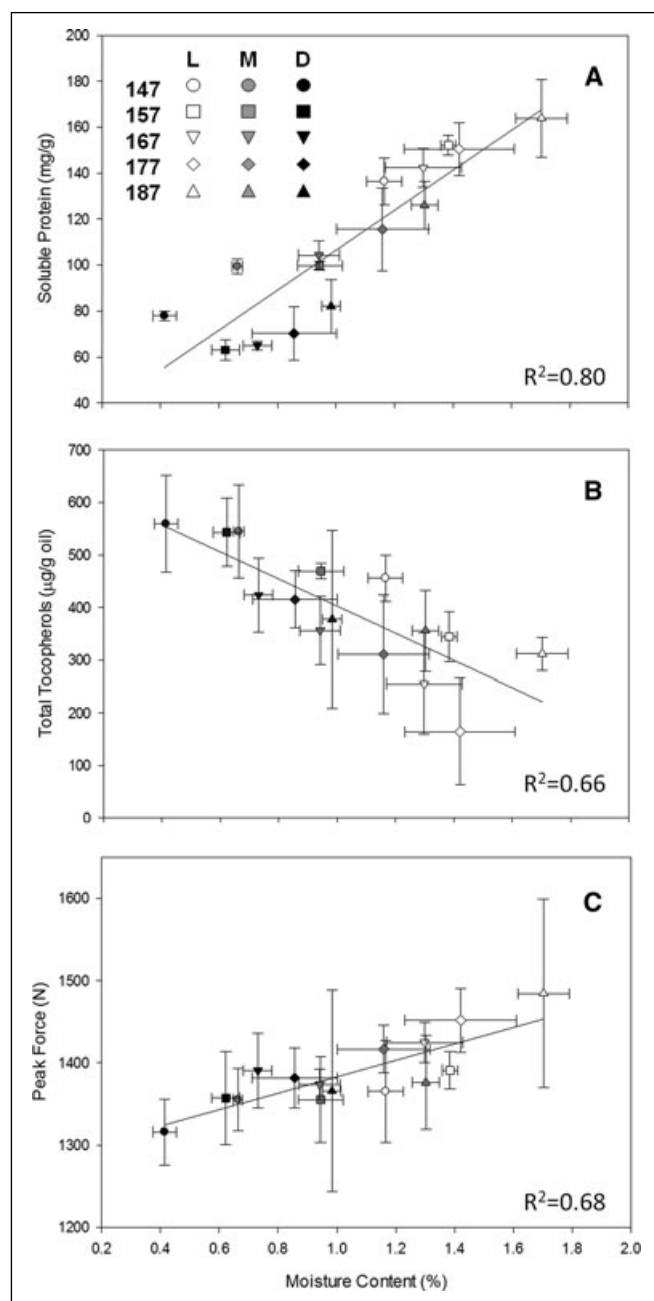 200
180
160
140
120
100
80
60
40
Soluble Protein (mg/g)
L M D
147
157
167
177
187
A
R²=0.80
700
600
500
400
300
200
100
0
Total Tocopherols (μg/g oil)
B
R²=0.66
1600
1500
1400
1300
1200
Peak Force (N)
C
R²=0.68
0.2 0.4 0.6 0.8 1.0 1.2 1.4 1.6 1.8 2.0
Moisture Content (%)